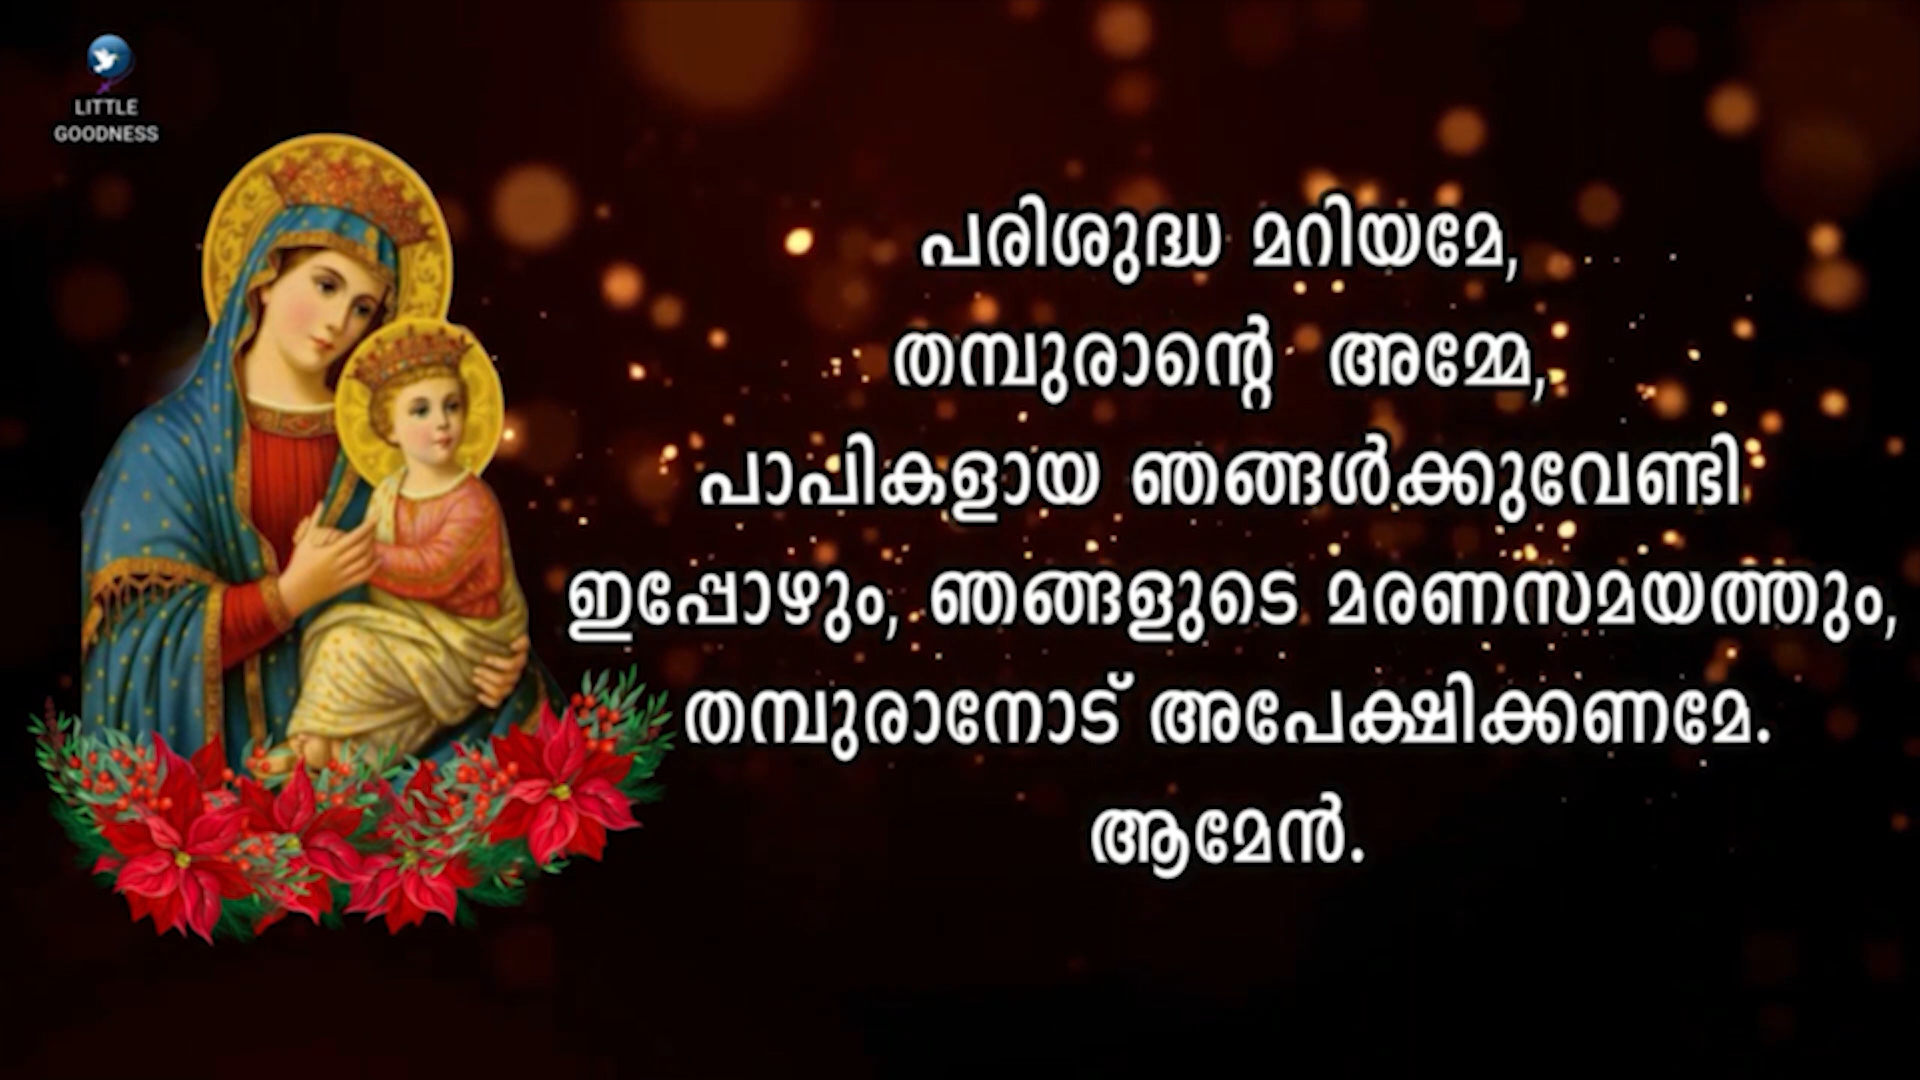 LITTLE
GOODNESS
പരിശുദ്ധ മറിയമേ,
തമ്പുരാന്റെ അമ്മേ,
പാപികളായ ഞങ്ങൾക്കുവേണ്ടി
ഇപ്പോഴും, ഞങ്ങളുടെ മരണസമയത്തും,
തമ്പുരാനോട് അപേക്ഷിക്കണമേ.
ആമേൻ.